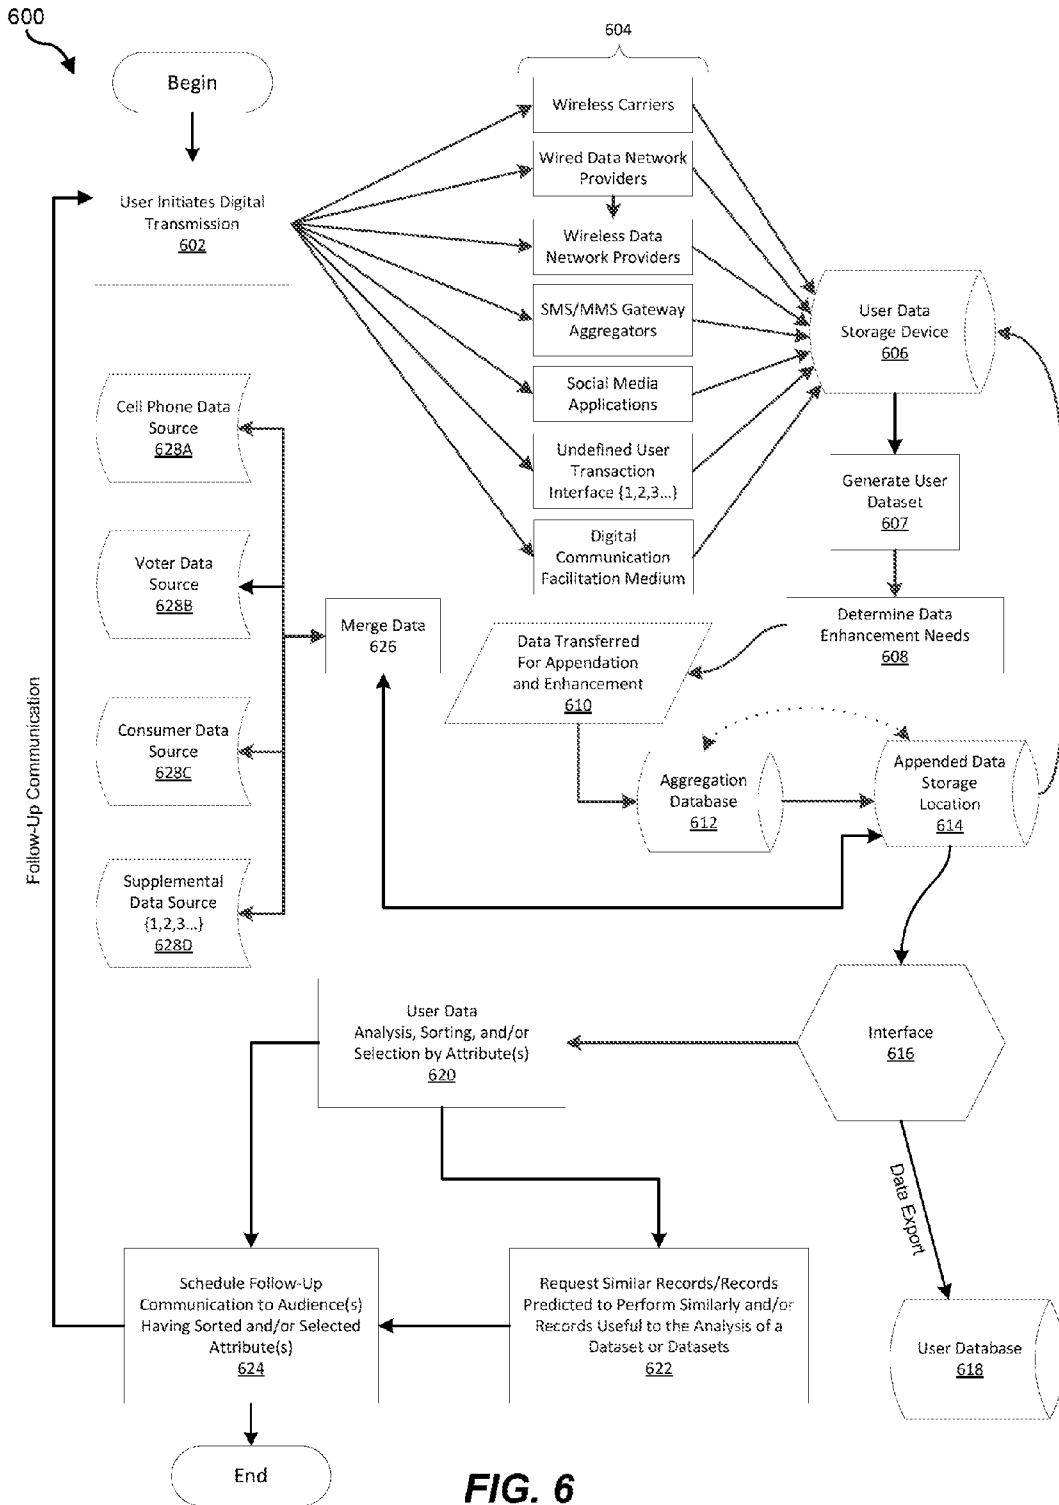 600
604
Begin
Wireless Carriers
Wired Data Network
Providers
User Initiates Digital
Transmission
602
Wireless Data
Network Providers
SMS/MMS Gateway
Aggregators
User Data
Storage Device
606
Social Media
Applications
Cell Phone Data
Source
628A
Undefined User
Transaction
Interface {1,2,3...}
Generate User
Dataset
607
Digital
Communication
Facilitation Medium
Voter Data
Source
628B
Merge Data
626
Determine Data
Enhancement Needs
608
Data Transferred
For Appendation
and Enhancement
610
Consumer Data
Source
628C
Aggregation
Database
612
Appended Data
Storage
Location
614
Follow-Up Communication
Supplemental
Data Source
{1,2,3...}
628D
User Data
Analysis, Sorting, and/or
Selection by Attribute(s)
620
Interface
616
Data Export
Schedule Follow-Up
Communication to Audience(s)
Having Sorted and/or Selected
Attribute(s)
624
Request Similar Records/Records
Predicted to Perform Similarly and/or
Records Useful to the Analysis of a
Dataset or Datasets
622
User Database
618
End
FIG. 6